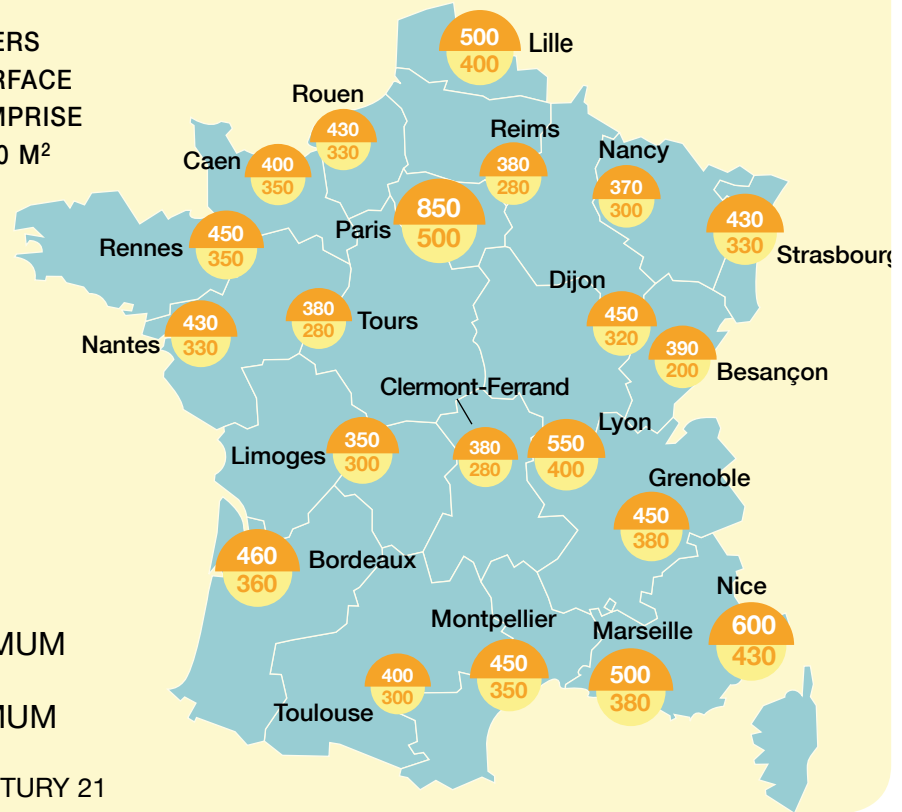 ERS
RFACE
MPRISE
0 M²
500
400
Lille
Rouen
430
330
Reims
380
280
Caen
400
350
Nancy
370
300
Paris
850
500
430
330
Strasbourg
Rennes
450
350
Dijon
450
320
Nantes
430
330
380
280
Tours
390
200
Besançon
Clermont-Ferrand
380
280
Lyon
550
400
Limoges
350
300
Grenoble
450
380
460
360
Bordeaux
Nice
600
430
Montpellier
450
350
Marseille
500
380
400
300
Toulouse
MUM
MUM
TURY 21